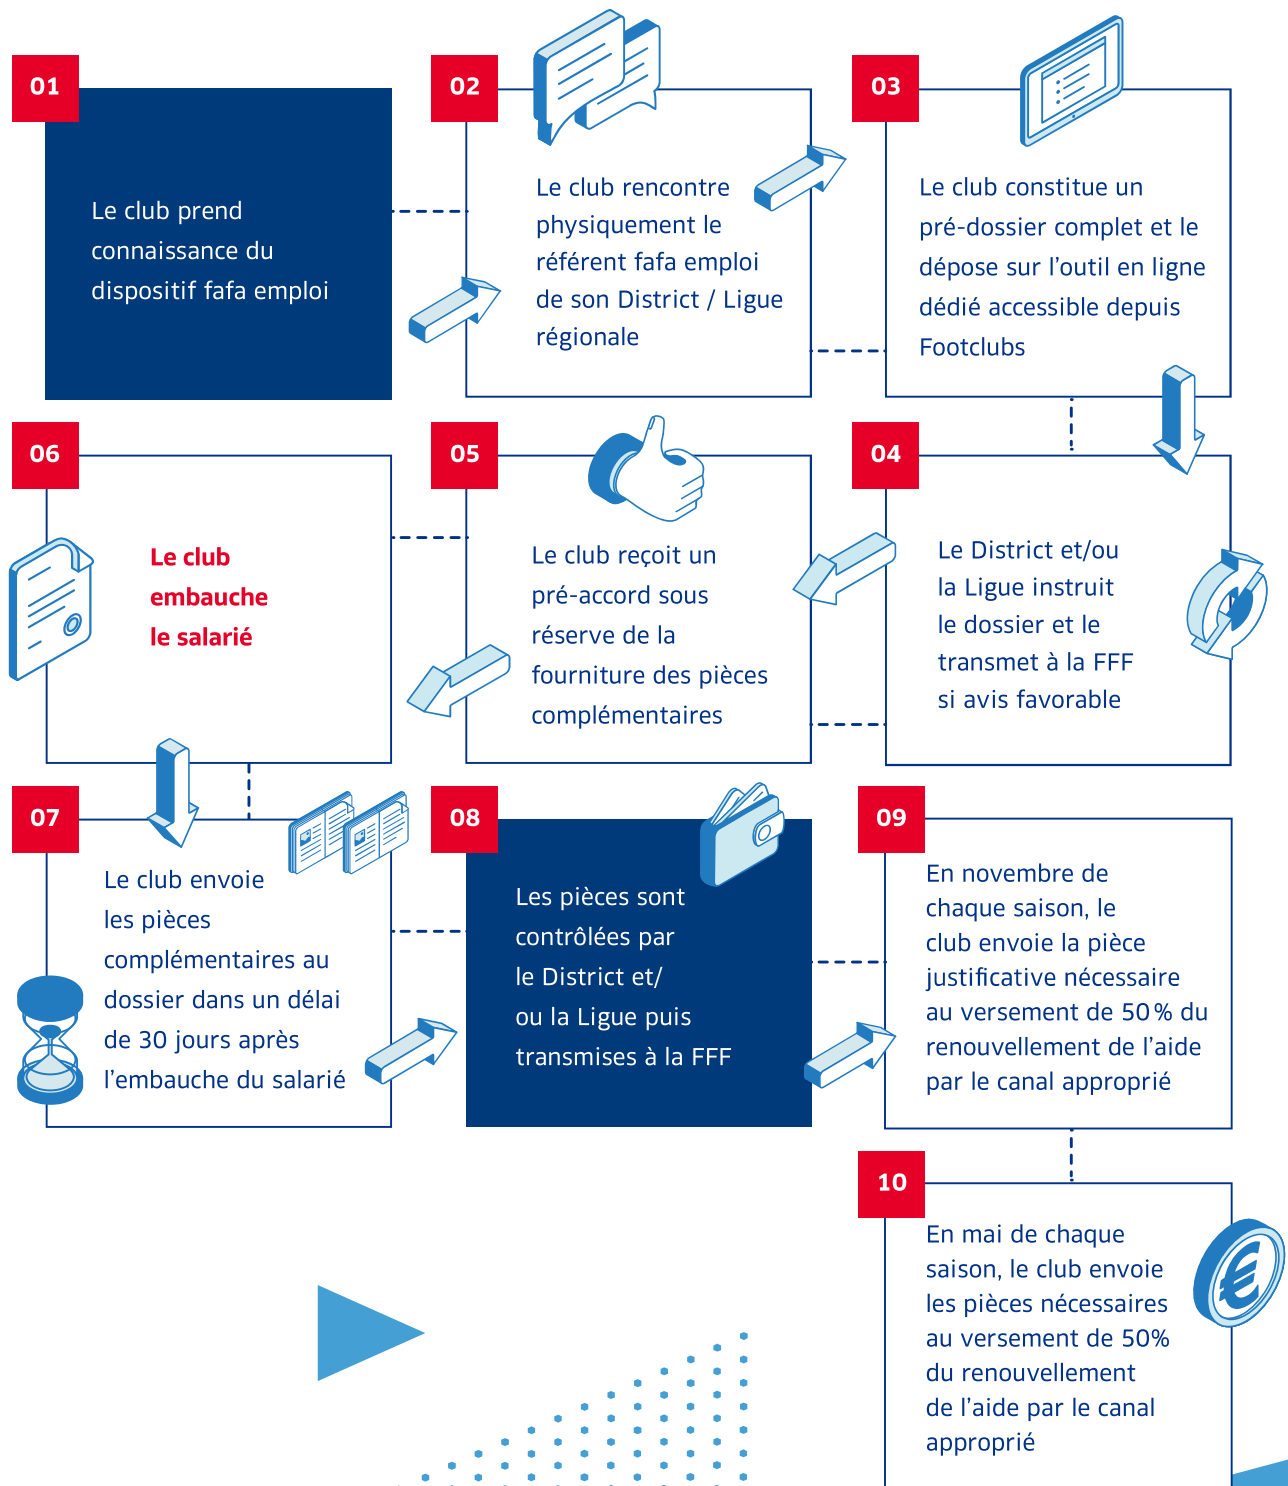 01
Le club prend
connaissance du
dispositif fafa emploi
02
Le club rencontre
physiquement le
référent fafa emploi
de son District / Ligue
régionale
03
Le club constitue un
pré-dossier complet et le
dépose sur l'outil en ligne
dédié accessible depuis
Footclubs
04
Le District et/ou
la Ligue instruit
le dossier et le
transmet à la FFF
si avis favorable
05
Le club reçoit un
pré-accord sous
réserve de la
fourniture des pièces
complémentaires
06
Le club
embauche
le salarié
07
Le club envoie
les pièces
complémentaires au
dossier dans un délai
de 30 jours après
l'embauche du salarié
08
Les pièces sont
contrôlées par
le District et/
ou la Ligue puis
transmises à la FFF
09
En novembre de
chaque saison, le
club envoie la pièce
justificative nécessaire
au versement de 50 % du
renouvellement de l'aide
par le canal approprié
10
En mai de chaque
saison, le club envoie
les pièces nécessaires
au versement de 50%
du renouvellement
de l'aide par le canal
approprié
€